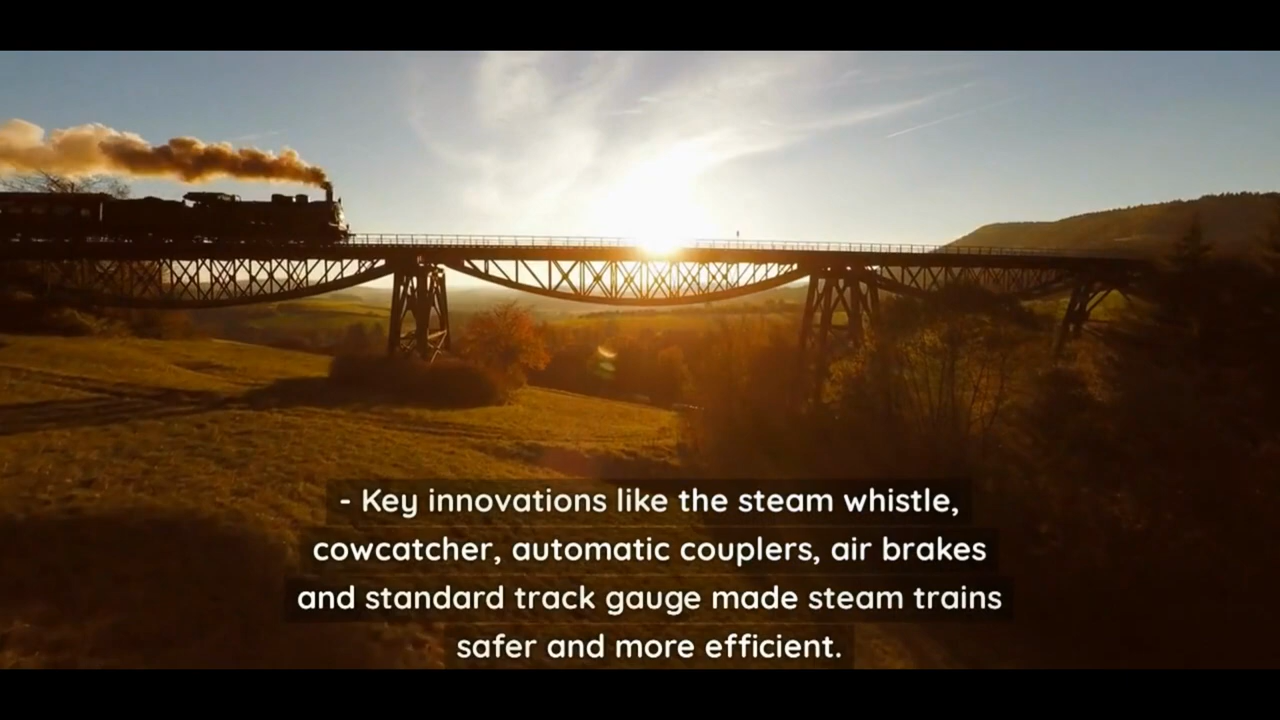 - Key innovations like the steam whistle,
cowcatcher, automatic couplers, air brakes
and standard track gauge made steam trains
safer and more efficient.